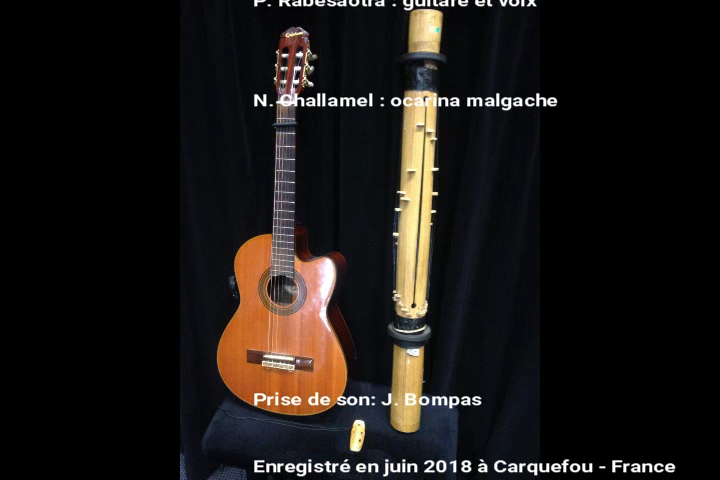 P. Rabesaotra : guitare et voix
N. Challamel : ocarina malgache
Prise de son: J. Bompas
Enregistré en juin 2018 à Carquefou - France